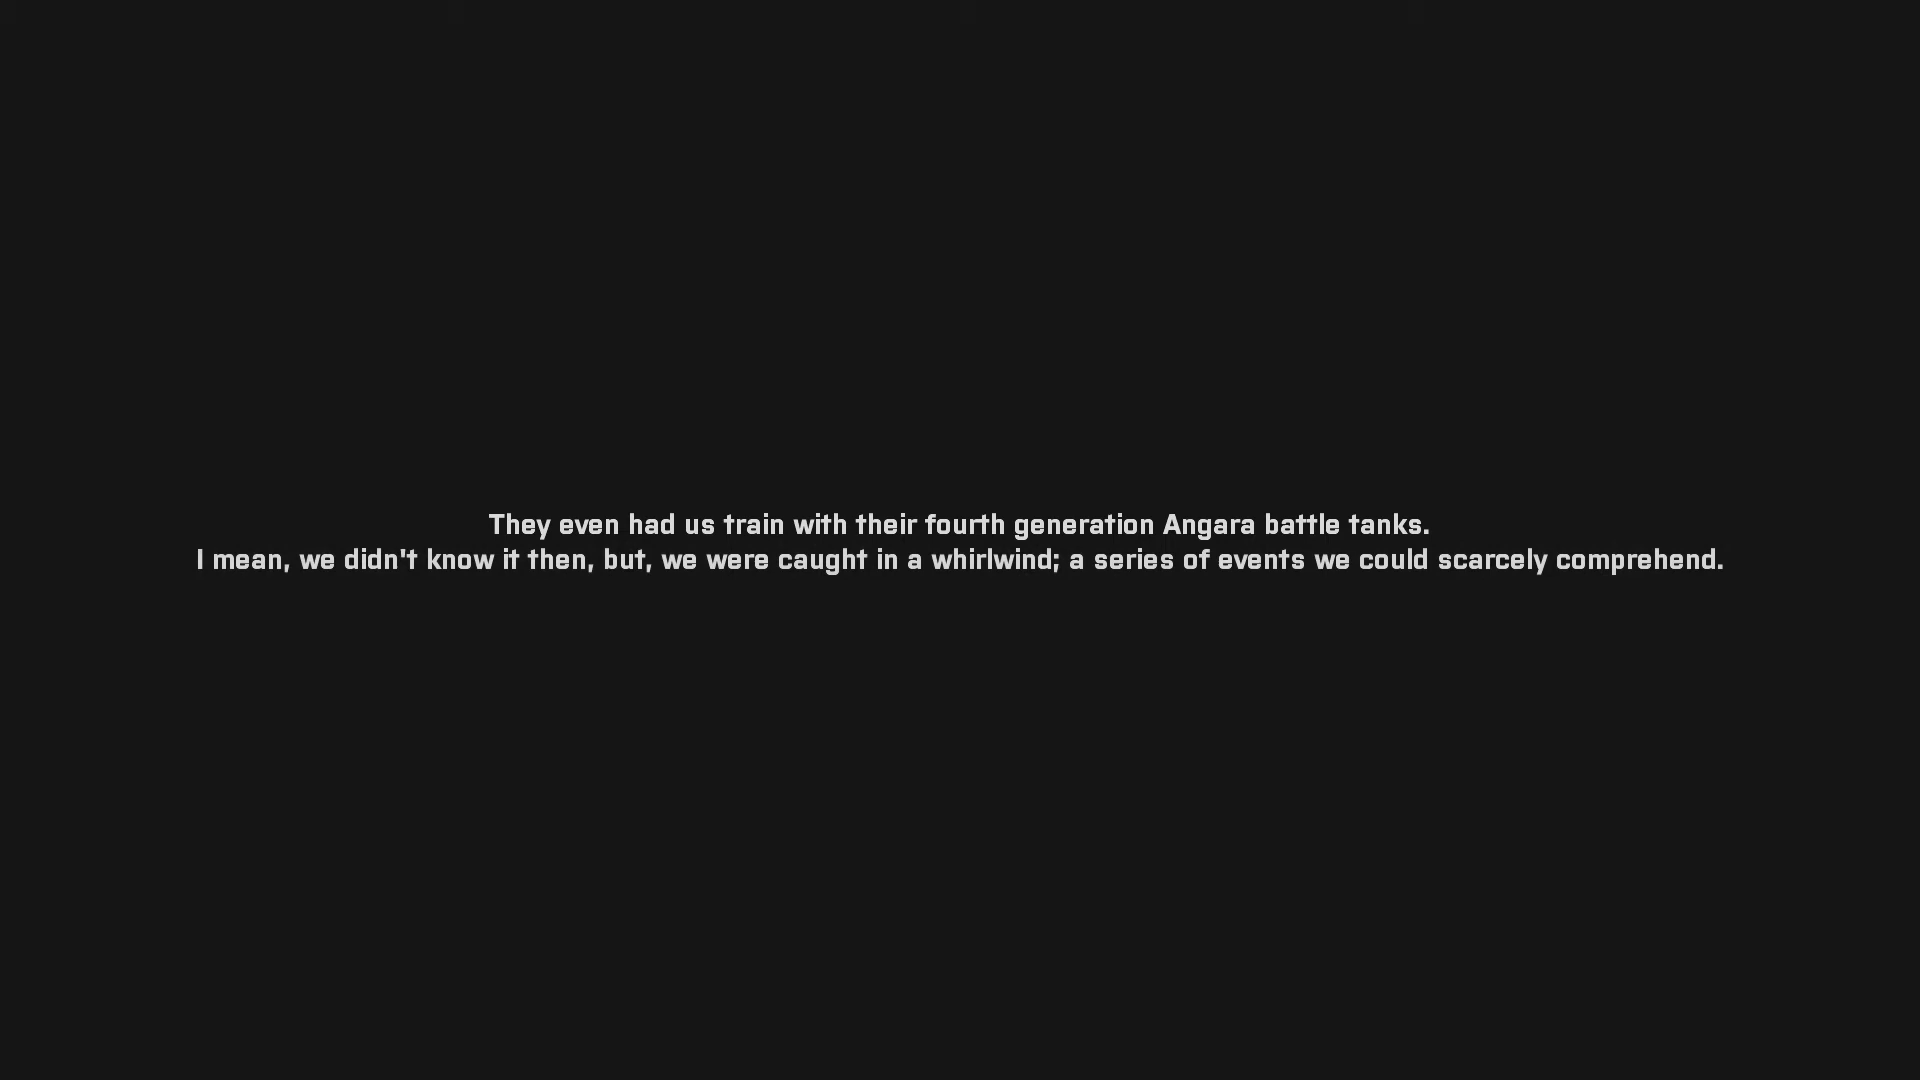 They even had us train with their fourth generation Angara battle tanks.
I mean, we didn't know it then, but, we were caught in a whirlwind; a series of events we could scarcely comprehend.